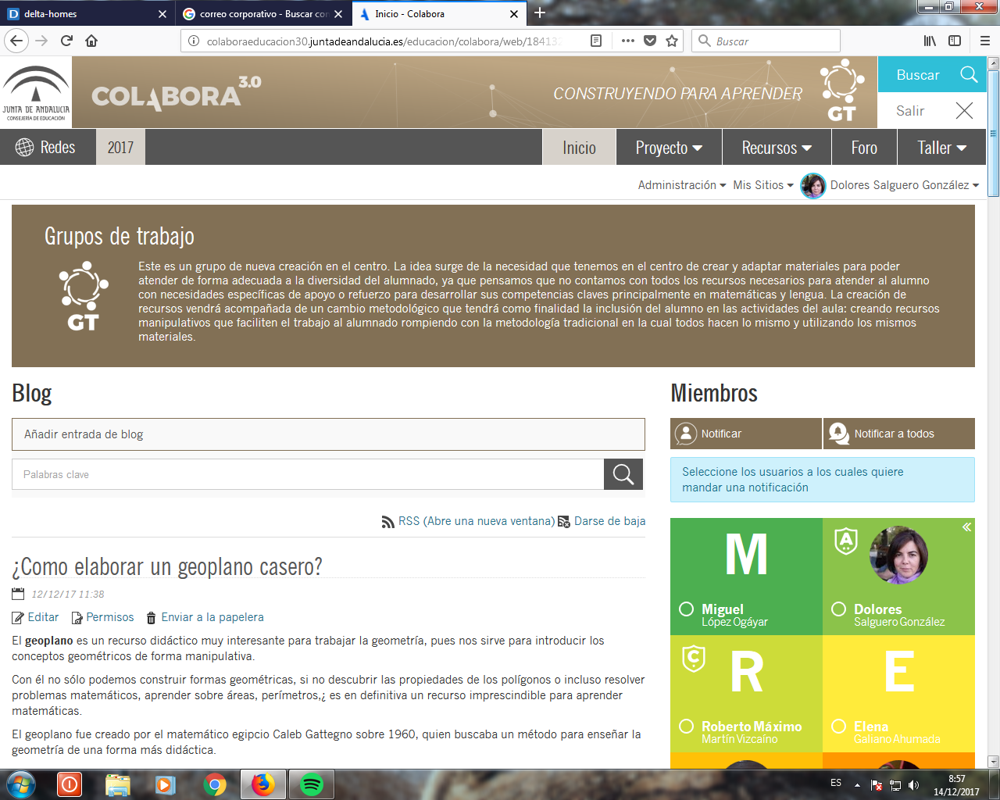 delta-homes
correo corporativo - Buscar con
Inicio - Colabora
colaboraeducacion30.juntadeandalucia.es/educacion/colabora/web/18413
Buscar
JUNTA DE ANDALUCIA
CONSEJERÍA DE EDUCACIÓN
COLABORA 3.0
CONSTRUYENDO PARA APRENDER
GT
Buscar
Salir
Redes
2017
Inicio
Proyecto
Recursos
Foro
Taller
Administración
Mis Sitios
Dolores Salguero González
Grupos de trabajo
GT
Este es un grupo de nueva creación en el centro. La idea surge de la necesidad que tenemos en el centro de crear y adaptar materiales para poder
atender de forma adecuada a la diversidad del alumnado, ya que pensamos que no contamos con todos los recursos necesarios para atender al alumno
con necesidades específicas de apoyo o refuerzo para desarrollar sus competencias claves principalmente en matemáticas y lengua. La creación de
recursos vendrá acompañada de un cambio metodológico que tendrá como finalidad la inclusión del alumno en las actividades del aula: creando recursos
manipulativos que faciliten el trabajo al alumnado rompiendo con la metodología tradicional en la cual todos hacen lo mismo y utilizando los mismos
materiales.
Blog
Añadir entrada de blog
Palabras clave
RSS (Abre una nueva ventana)
Darse de baja
¿Como elaborar un geoplano casero?
12/12/17 11:38
Editar
Permisos
Enviar a la papelera
El geoplano es un recurso didáctico muy interesante para trabajar la geometría, pues nos sirve para introducir los
conceptos geométricos de forma manipulativa.
Con él no sólo podemos construir formas geométricas, si no descubrir las propiedades de los polígonos o incluso resolver
problemas matemáticos, aprender sobre áreas, perímetros,¿ es en definitiva un recurso imprescindible para aprender
matemáticas.
El geoplano fue creado por el matemático egipcio Caleb Gattegno sobre 1960, quien buscaba un método para enseñar la
geometría de una forma más didáctica.
Miembros
Notificar
Notificar a todos
Seleccione los usuarios a los cuales quiere
mandar una notificación
M
Miguel
López Ogáyar
A
Dolores
Salguero González
C
R
Roberto Máximo
Martín Vizcaíno
E
Elena
Galiano Ahumada
ES
8:57
14/12/2017